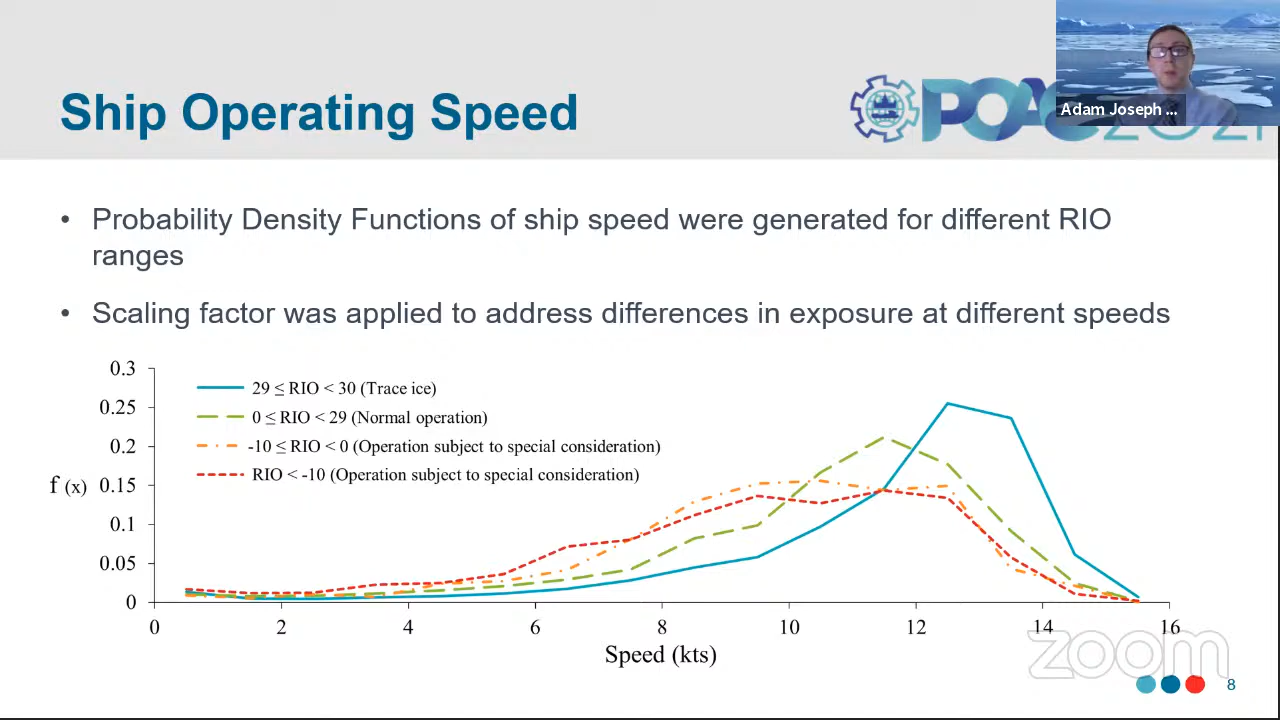 Ship Operating Speed
Adam Joseph ...
• Probability Density Functions of ship speed were generated for different RIO
ranges
• Scaling factor was applied to address differences in exposure at different speeds
0.3
0.25
0.2
0.15
0.1
0.05
0
f (x)
29 ≤ RIO < 30 (Trace ice)
0 ≤ RIO < 29 (Normal operation)
-10 ≤ RIO < 0 (Operation subject to special consideration)
RIO < -10 (Operation subject to special consideration)
0 2 4 6 8 10 12 14 16
Speed (kts)
zoom
8